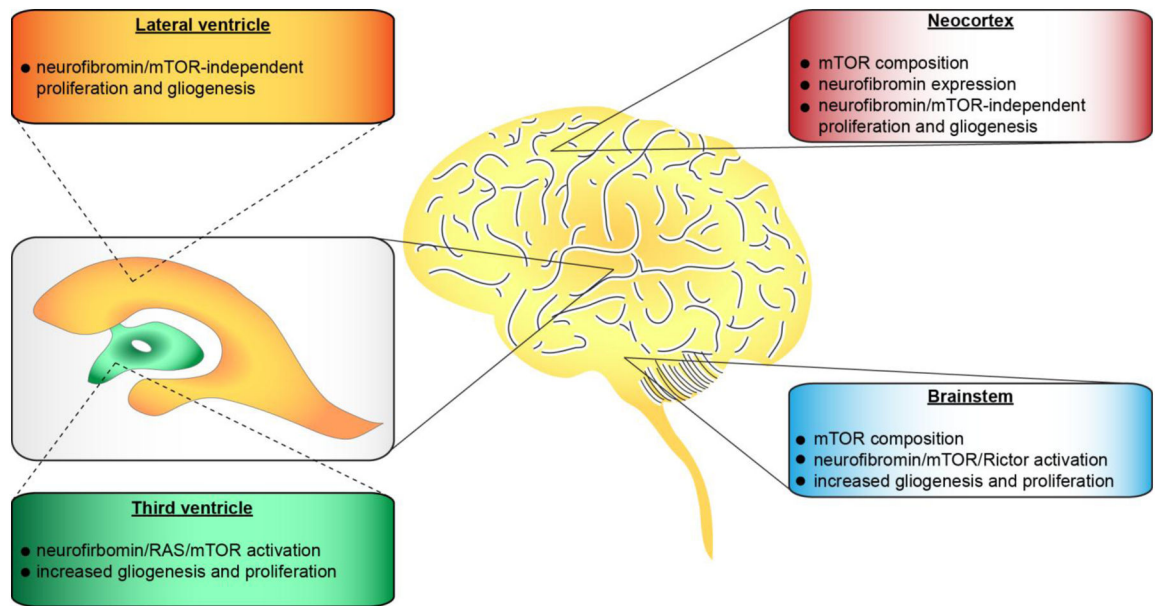 Lateral ventricle
● neurofibromin/mTOR-independent
proliferation and gliogenesis
Neocortex
● mTOR composition
● neurofibromin expression
● neurofibromin/mTOR-independent
proliferation and gliogenesis
Brainstem
● mTOR composition
● neurofibromin/mTOR/Rictor activation
● increased gliogenesis and proliferation
Third ventricle
● neurofirbomin/RAS/mTOR activation
● increased gliogenesis and proliferation